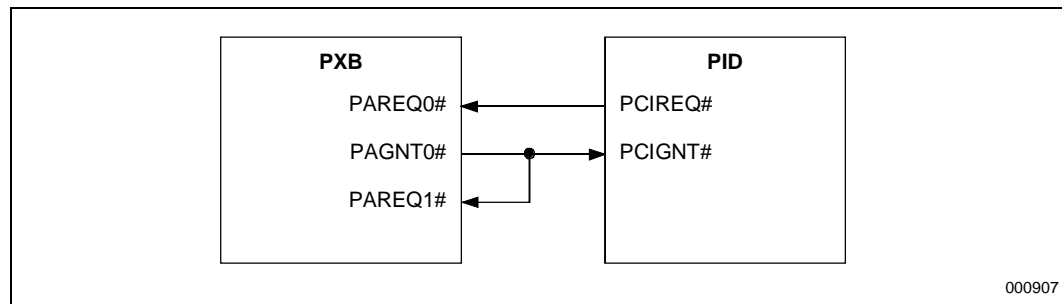 PXB
PID
PAREQ0#
PCIREQ#
PAGNT0#
PCIGNT#
PAREQ1#
000907